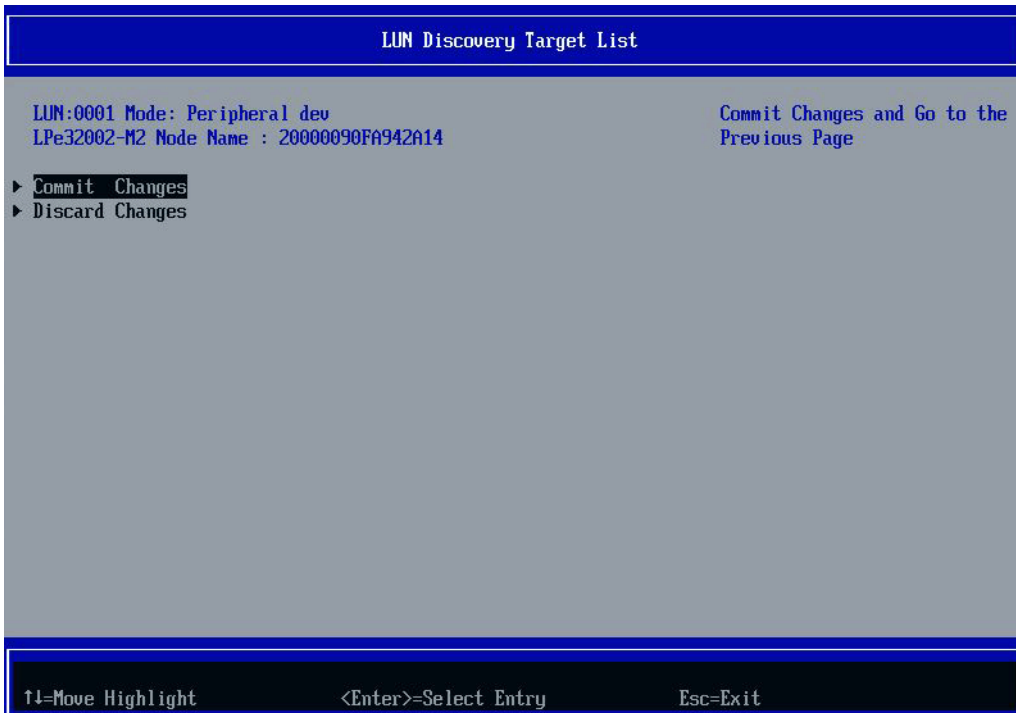 LUN Discovery Target List
LUN:0001 Mode: Peripheral dev
LPe32002-M2 Node Name : 20000090FA942A14
Commit Changes and Go to the
Previous Page
Commit  Changes
Discard Changes
↑↓=Move Highlight <Enter>=Select Entry Esc=Exit